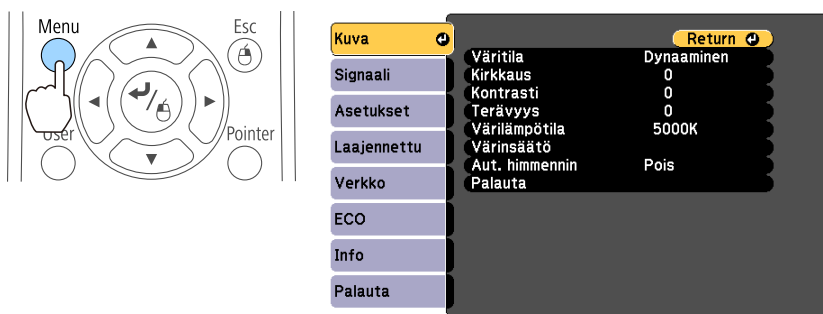 Menu
Esc
User
Pointer
Kuva
Signaali
Asetukset
Laajennettu
Verkko
ECO
Info
Palauta
Return
Väritila Dynaaminen
Kirkkaus 0
Kontrasti 0
Terävyys 0
Värilämpötila 5000K
Värinsäätö
Aut. himmennin Pois
Palauta